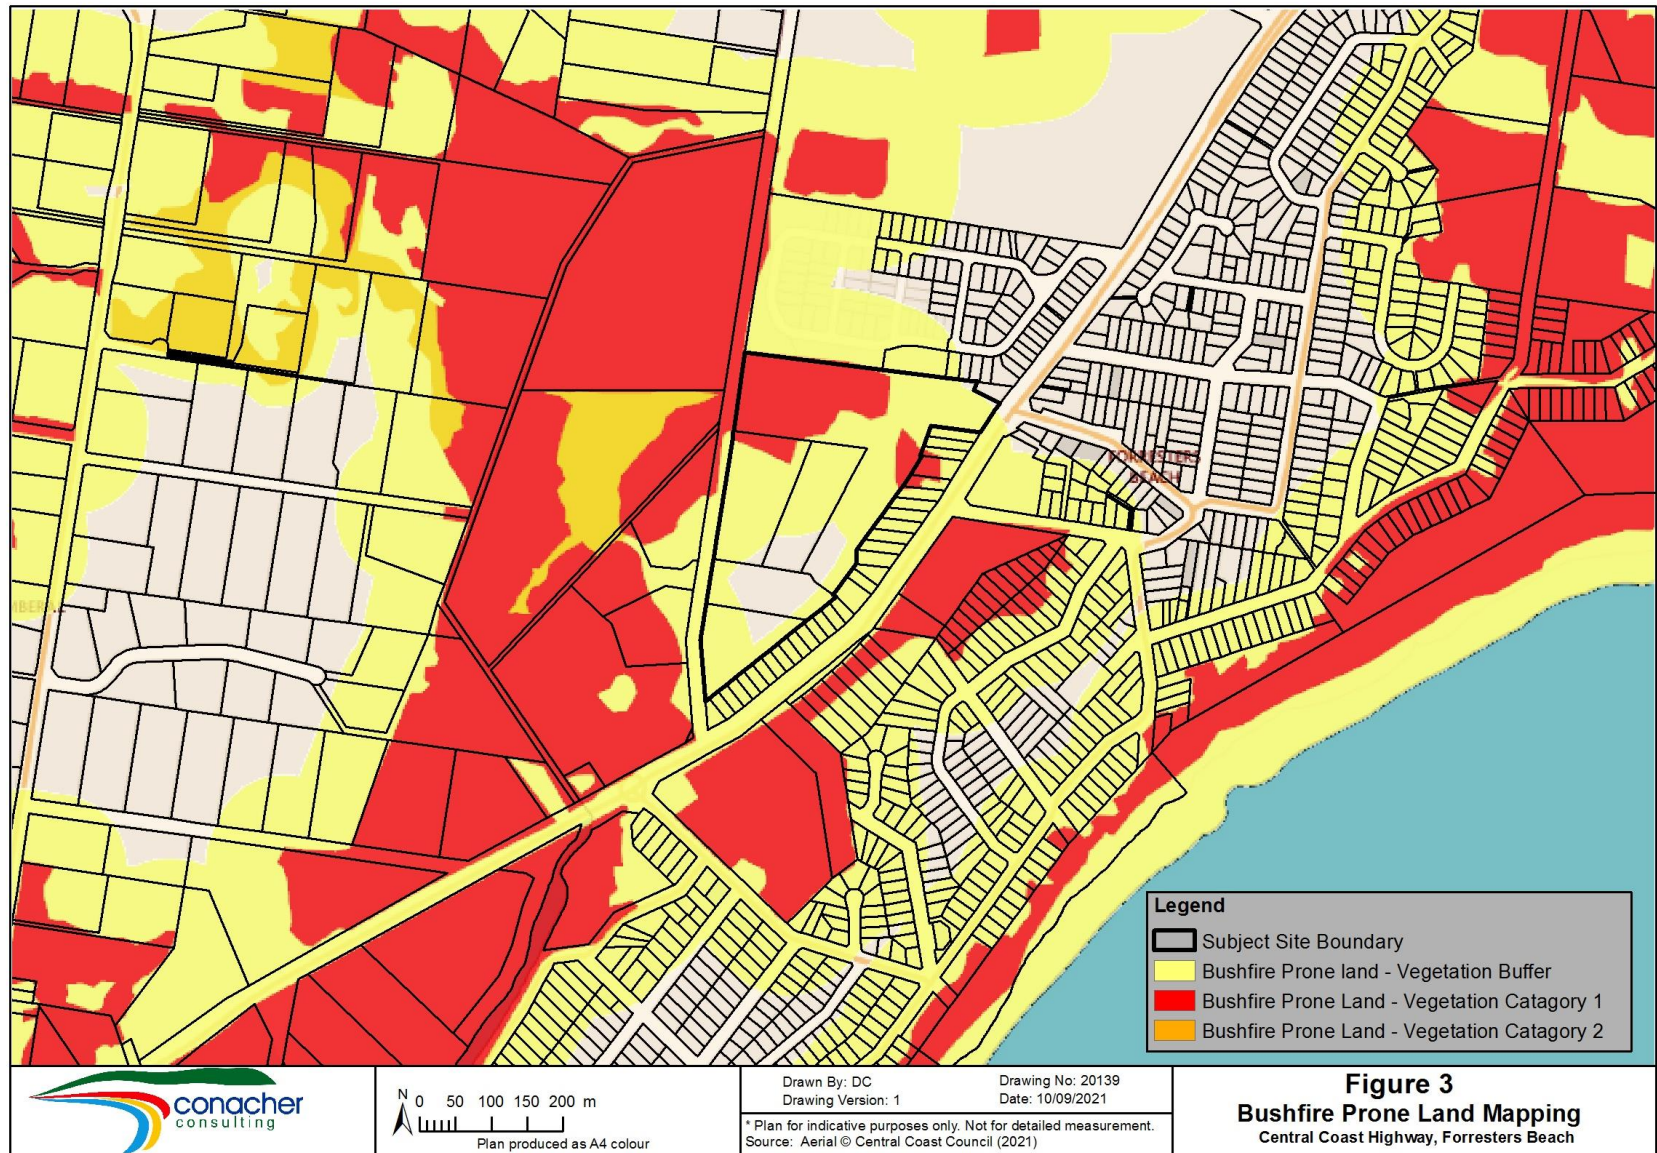 FORRESTERS
BEACH
Legend
Subject Site Boundary
Bushfire Prone land - Vegetation Buffer
Bushfire Prone Land - Vegetation Catagory 1
Bushfire Prone Land - Vegetation Catagory 2
conacher
consulting
N 0 50 100 150 200 m
Plan produced as A4 colour
Drawn By: DC
Drawing Version: 1
Drawing No: 20139
Date: 10/09/2021
* Plan for indicative purposes only. Not for detailed measurement.
Source: Aerial © Central Coast Council (2021)
Figure 3
Bushfire Prone Land Mapping
Central Coast Highway, Forresters Beach